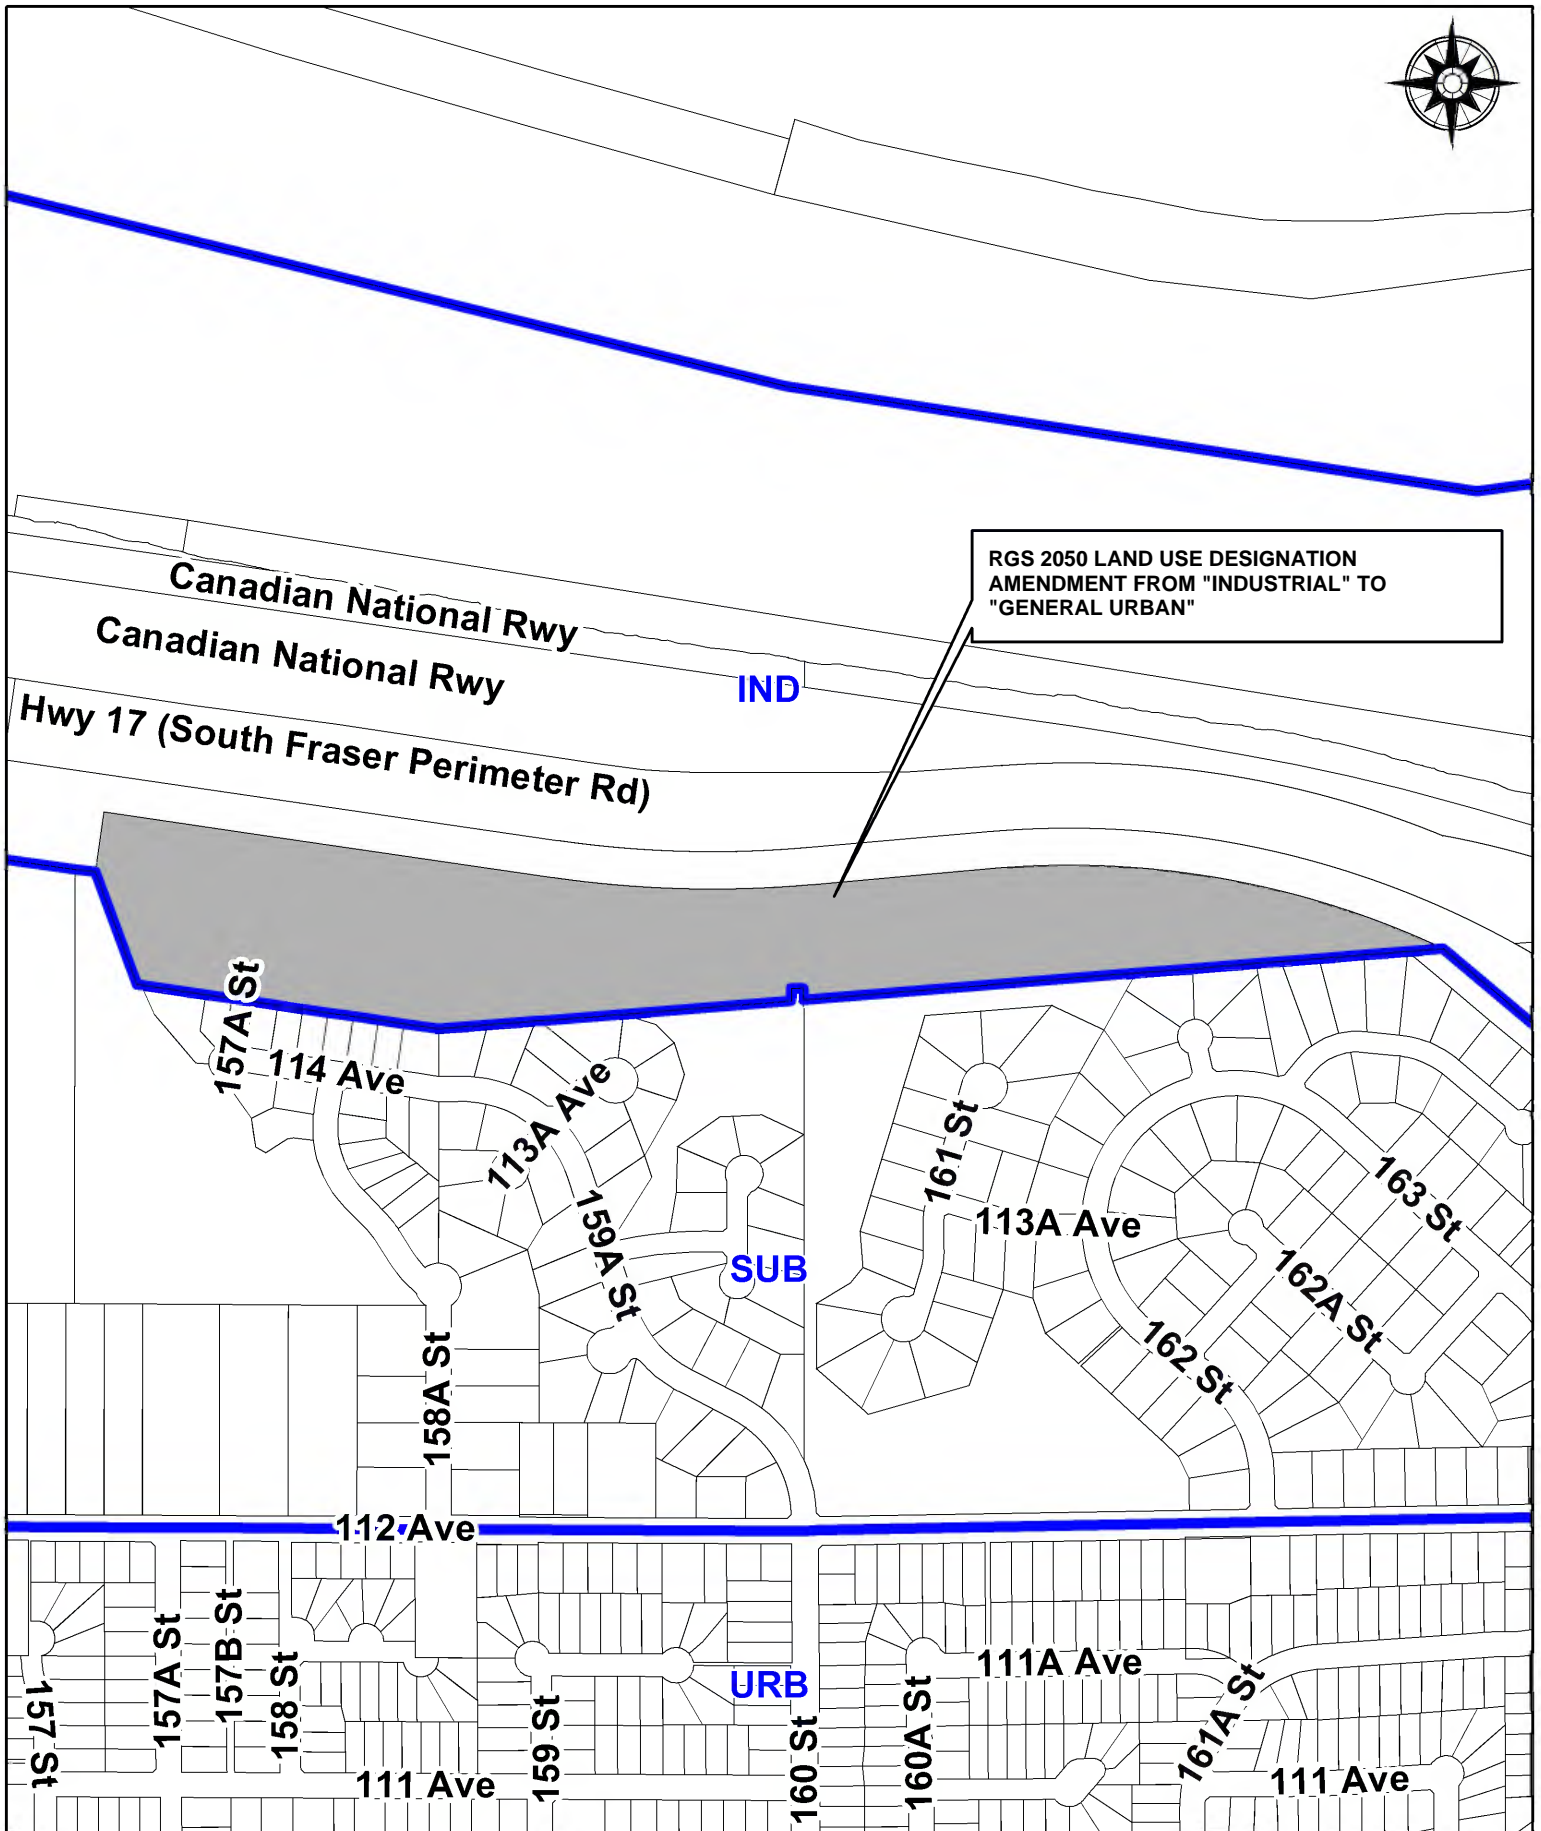 RGS 2050 LAND USE DESIGNATION
AMENDMENT FROM "INDUSTRIAL" TO
"GENERAL URBAN"
Canadian National Rwy
Canadian National Rwy
IND
Hwy 17 (South Fraser Perimeter Rd)
157A St
114 Ave
113A Ave
161 St
163 St
159A St
113A Ave
SUB
162A St
162 St
158A St
112 Ave
157A St
157B St
158 St
157 St
159 St
URB
111A Ave
160 St
160A St
161A St
111 Ave
111 Ave